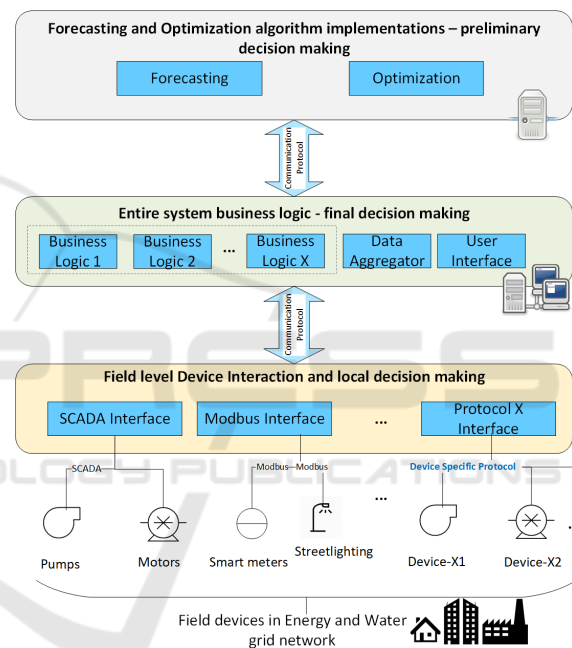 Forecasting and Optimization algorithm implementations – preliminary
decision making
Forecasting
Optimization
Communication
Protocol
Entire system business logic - final decision making
Business
Logic 1
Business
Logic 2
...
Business
Logic X
Data
Aggregator
User
Interface
Communication
Protocol
Field level Device Interaction and local decision making
SCADA Interface
Modbus Interface
...
Protocol X
Interface
SCADA
Modbus
Modbus
Device Specific Protocol
...
Pumps
Motors
Smart meters
Streetlighting
Device-X1
Device-X2
Field devices in Energy and Water
grid network
PRESS
OLOGY PUBLICATIONS